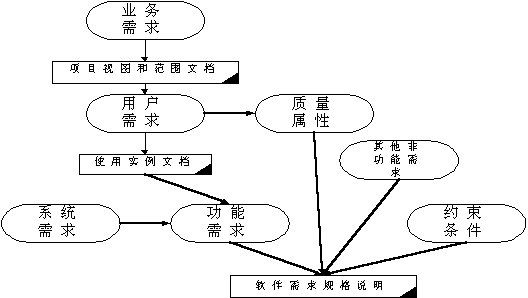 业务
需求
项目视图和范围文档
用户
需求
质量
属性
使用实例文档
其他非
功能需
求
系统
需求
功能
需求
约束
条件
软件需求规格说明